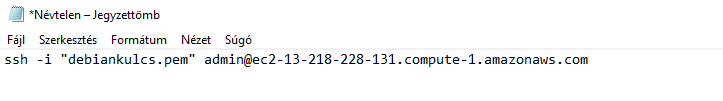 *Névtelen – Jegyzettömb
Fájl Szerkesztés Formátum Nézet Súgó
ssh -i "debiankulcs.pem" admin@ec2-13-218-228-131.compute-1.amazonaws.com